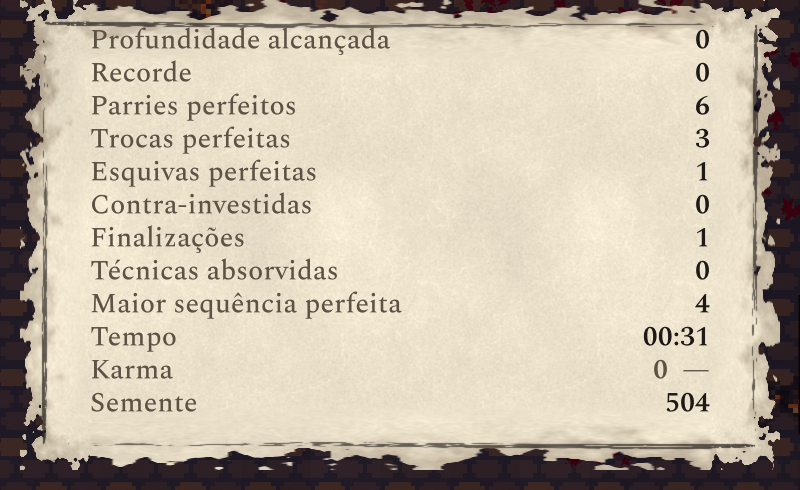 Profundidade alcançada 0
Recorde 0
Parries perfeitos 6
Trocas perfeitas 3
Esquivas perfeitas 1
Contra-investidas 0
Finalizações 1
Técnicas absorvidas 0
Maior sequência perfeita 4
Tempo 00:31
Karma 0 —
Semente 504